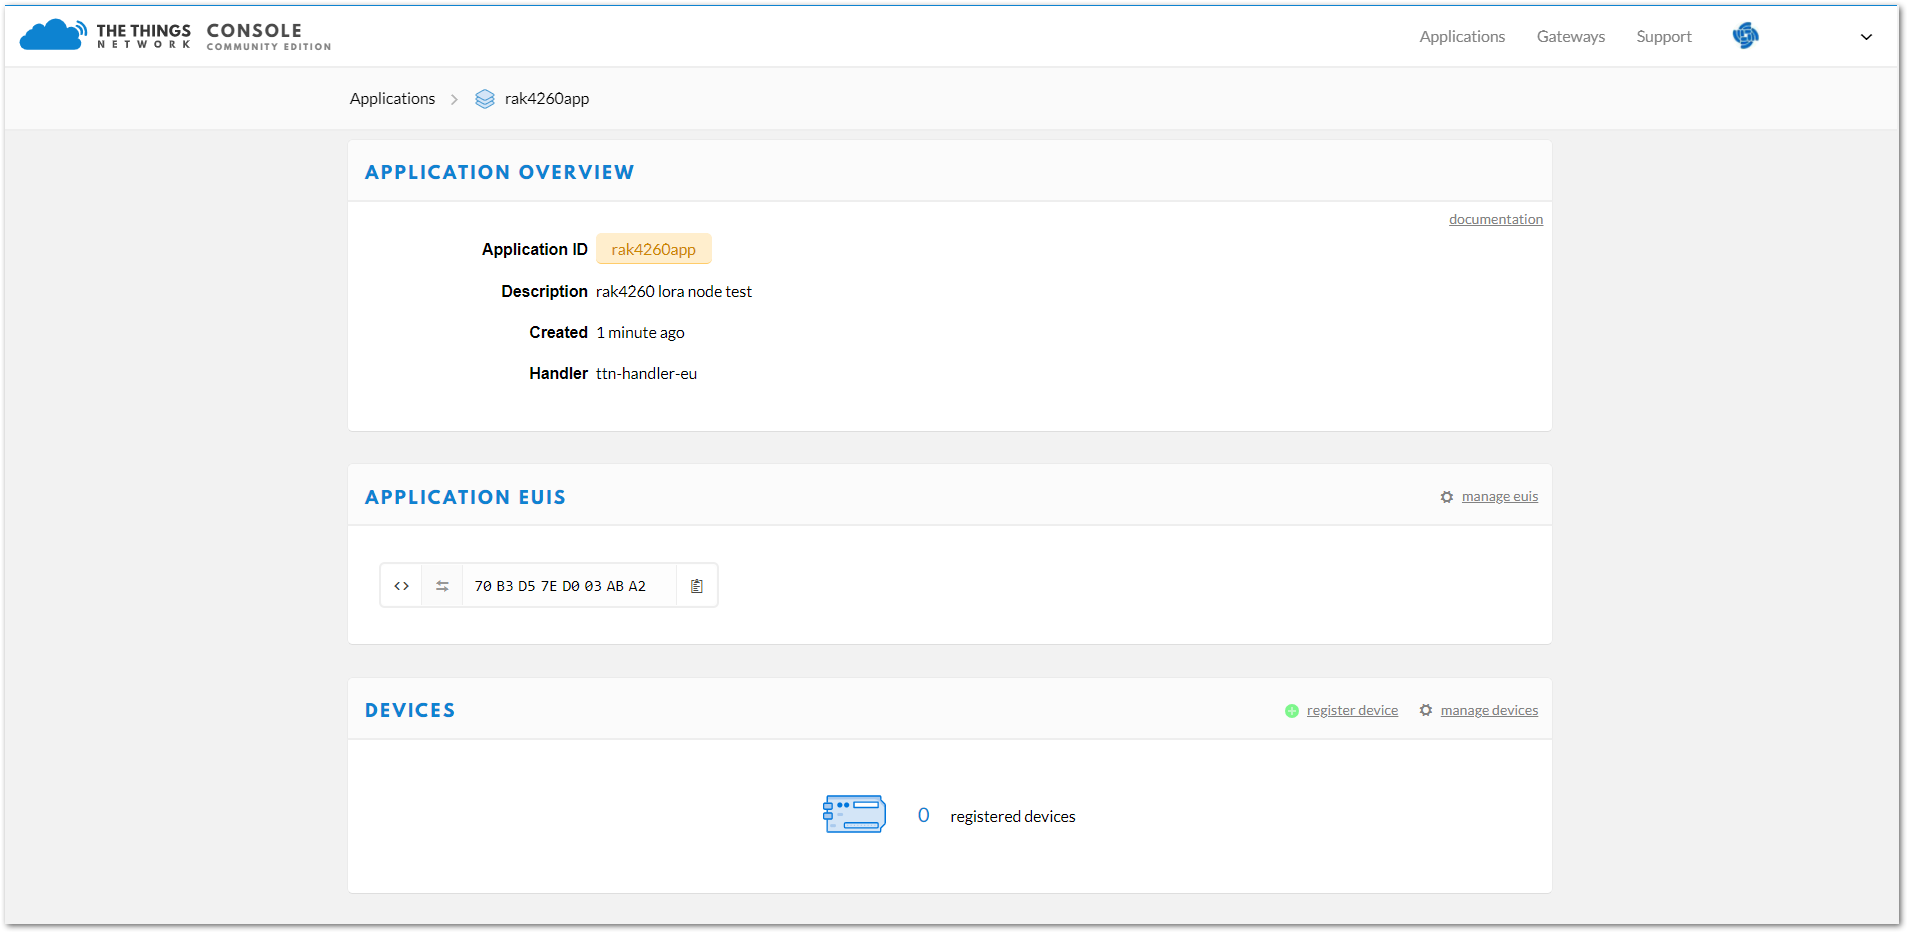 THE THINGS NETWORK CONSOLE COMMUNITY EDITION
Applications Gateways Support
Applications rak4260app
APPLICATION OVERVIEW
documentation
Application ID rak4260app
Description rak4260 lora node test
Created 1 minute ago
Handler ttn-handler-eu
APPLICATION EUIS
manage euis
<> 70 B3 D5 7E D0 03 AB A2
DEVICES
register device manage devices
0 registered devices